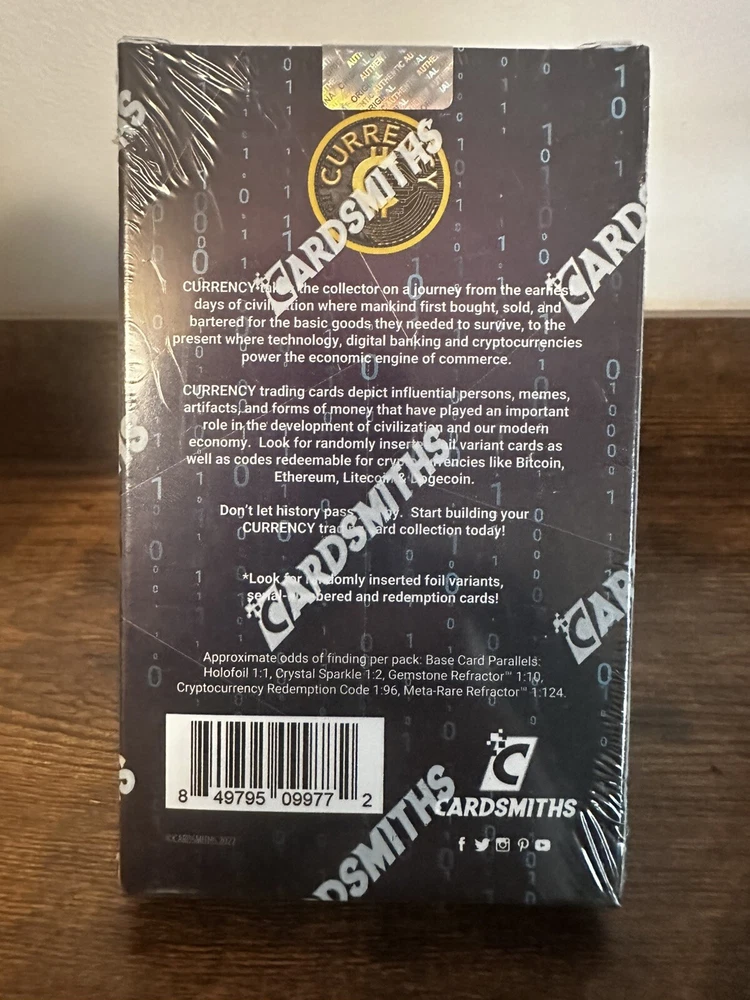 CURRENCY
CARDSMITHS
CURRENCY takes the collector on a journey from the earliest
days of civilization where mankind first bought, sold, and
bartered for the basic goods they needed to survive, to the
present where technology, digital banking and cryptocurrencies
power the economic engine of commerce.
CURRENCY trading cards depict influential persons, memes,
artifacts, and forms of money that have played an important
role in the development of civilization and our modern
economy. Look for randomly inserted foil variant cards as
well as codes redeemable for cryptocurrencies like Bitcoin,
Ethereum, Litecoin, & Dogecoin.
Don't let history pass you by. Start building your
CURRENCY trading card collection today!
*Look for randomly inserted foil variants,
serial-numbered and redemption cards!
Approximate odds of finding per pack: Base Card Parallels:
Holofoil 1:1, Crystal Sparkle 1:2, Gemstone Refractor™ 1:10,
Cryptocurrency Redemption Code 1:96, Meta-Rare Refractor™ 1:124.
8 49795 09977 2
CARDSMITHS
©CARDSMITHS 2022